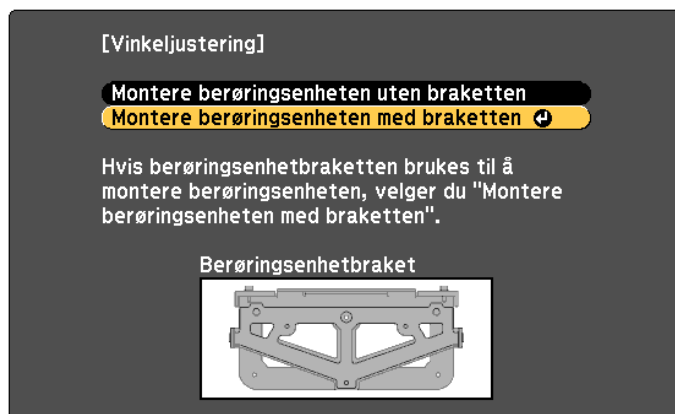 [Vinkeljustering]
Montere berøringsenheten uten braketten
Montere berøringsenheten med braketten
Hvis berøringsenhetbraketten brukes til å
montere berøringsenheten, velger du "Montere
berøringsenheten med braketten".
Berøringsenhetbraket